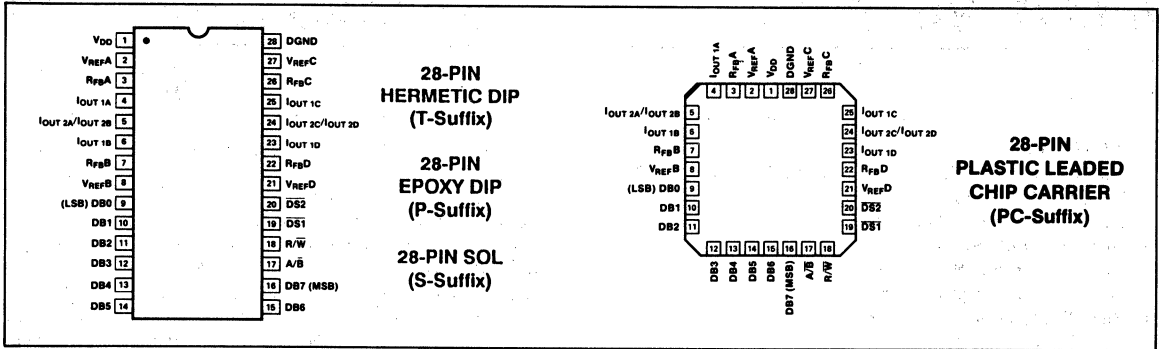 VDD 1
VREFA 2
RFBA 3
IOUT 1A 4
IOUT 2A/IOUT 2B 5
IOUT 1B 6
RFBB 7
VREFB 8
(LSB) DB0 9
DB1 10
DB2 11
DB3 12
DB4 13
DB5 14
28 DGND
27 VREFC
26 RFBC
25 IOUT 1C
24 IOUT 2C/IOUT 2D
23 IOUT 1D
22 RFBD
21 VREFD
20 D̅S̅2̅
19 D̅S̅1̅
18 R/W̅
17 A/B̅
16 DB7 (MSB)
15 DB6
28-PIN
HERMETIC DIP
(T-Suffix)
28-PIN
EPOXY DIP
(P-Suffix)
28-PIN SOL
(S-Suffix)
IOUT 1A
RFBA
VREFA
VDD
DGND
VREFC
RFBC
4 3 2 1 28 27 26
IOUT 2A/IOUT 2B 5
IOUT 1B 6
RFBB 7
VREFB 8
(LSB) DB0 9
DB1 10
DB2 11
25 IOUT 1C
24 IOUT 2C/IOUT 2D
23 IOUT 1D
22 RFBD
21 VREFD
20 D̅S̅2̅
19 D̅S̅1̅
12 13 14 15 16 17 18
DB3
DB4
DB5
DB6
DB7 (MSB)
A/B̅
R/W̅
28-PIN
PLASTIC LEADED
CHIP CARRIER
(PC-Suffix)